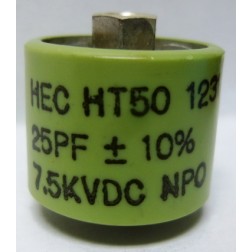 HEC HT50 123
25PF ± 10%
7.5KVDC NPO